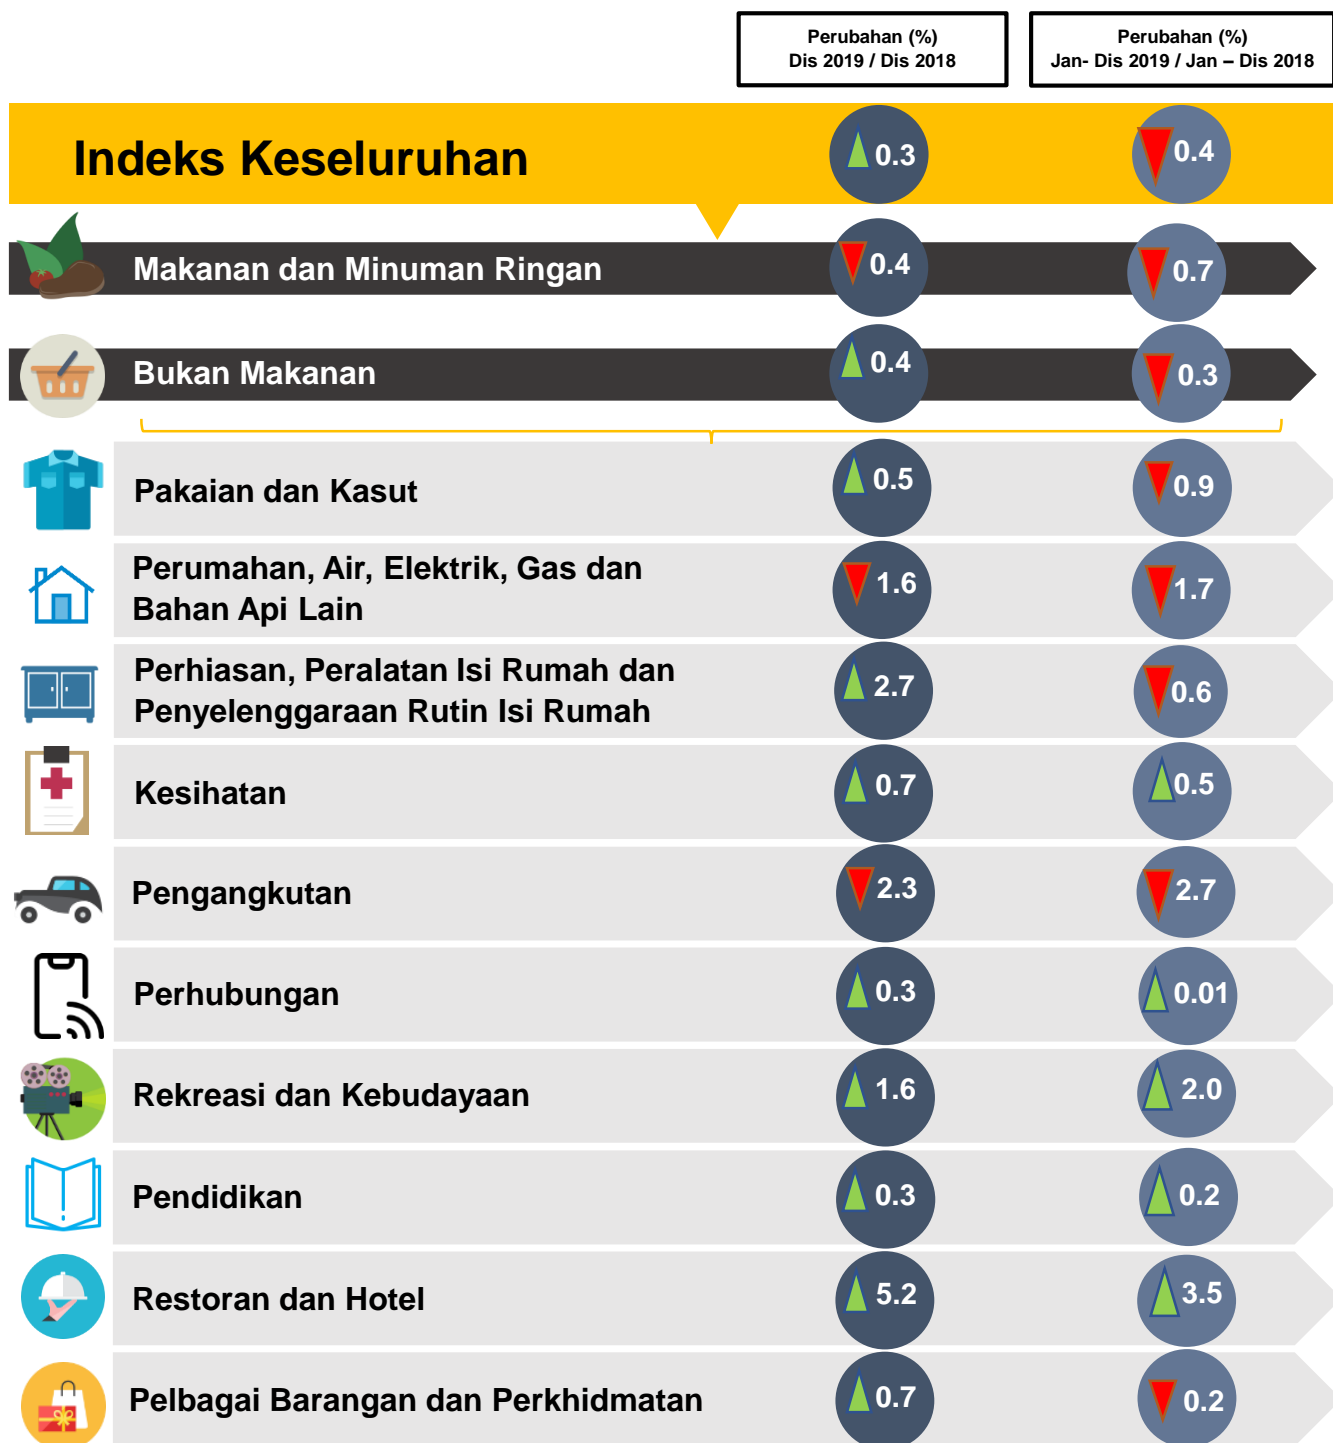 Perubahan (%)
Dis 2019 / Dis 2018
Perubahan (%)
Jan- Dis 2019 / Jan – Dis 2018
Indeks Keseluruhan
0.3
0.4
Makanan dan Minuman Ringan
0.4
0.7
Bukan Makanan
0.4
0.3
Pakaian dan Kasut
0.5
0.9
Perumahan, Air, Elektrik, Gas dan
Bahan Api Lain
1.6
1.7
Perhiasan, Peralatan Isi Rumah dan
Penyelenggaraan Rutin Isi Rumah
2.7
0.6
Kesihatan
0.7
0.5
Pengangkutan
2.3
2.7
Perhubungan
0.3
0.01
Rekreasi dan Kebudayaan
1.6
2.0
Pendidikan
0.3
0.2
Restoran dan Hotel
5.2
3.5
Pelbagai Barangan dan Perkhidmatan
0.7
0.2